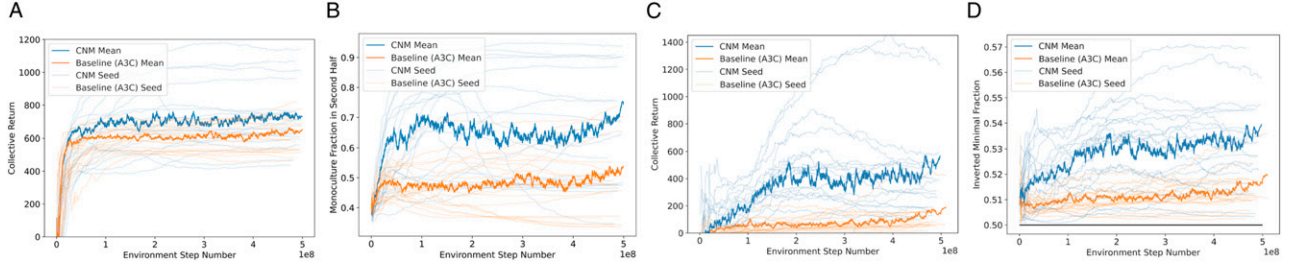 A
Collective Return
1200
1000
800
600
400
200
0
CNM Mean
Baseline (A3C) Mean
CNM Seed
Baseline (A3C) Seed
0 1 2 3 4 5
1e8
Environment Step Number
B
Monoculture Fraction in Second Half
0.9
0.8
0.7
0.6
0.5
0.4
CNM Mean
Baseline (A3C) Mean
CNM Seed
Baseline (A3C) Seed
0 1 2 3 4 5
1e8
Environment Step Number
C
Collective Return
1400
1200
1000
800
600
400
200
0
CNM Mean
Baseline (A3C) Mean
CNM Seed
Baseline (A3C) Seed
0 1 2 3 4 5
1e8
Environment Step Number
D
Inverted Minimal Fraction
0.57
0.56
0.55
0.54
0.53
0.52
0.51
0.50
CNM Mean
Baseline (A3C) Mean
CNM Seed
Baseline (A3C) Seed
0 1 2 3 4 5
1e8
Environment Step Number